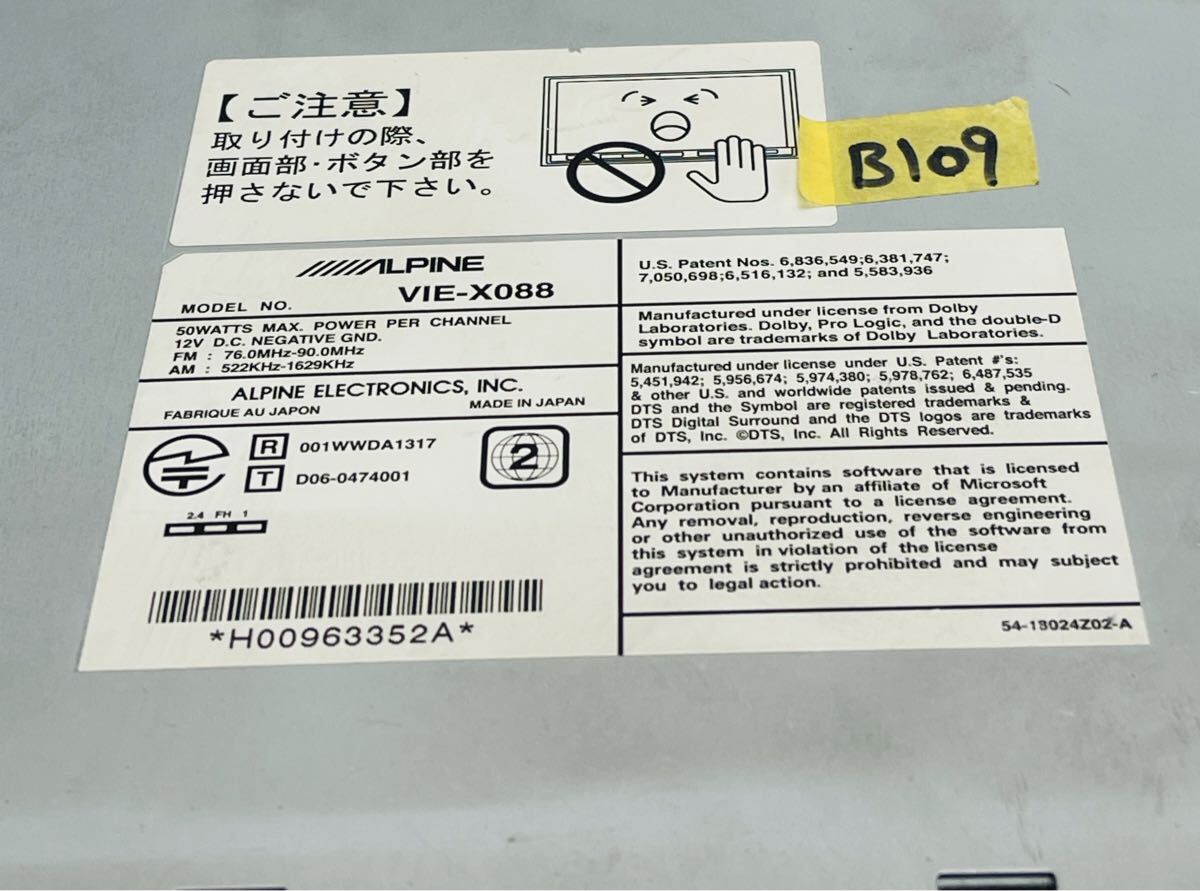 【ご注意】
取り付けの際、
画面部・ボタン部を
押さないで下さい。
B109
ALPINE
MODEL NO. VIE-X088
50WATTS MAX. POWER PER CHANNEL
12V D.C. NEGATIVE GND.
FM : 76.0MHz-90.0MHz
AM : 522KHz-1629KHz
ALPINE ELECTRONICS, INC.
FABRIQUE AU JAPON MADE IN JAPAN
R 001WWDA1317
T D06-0474001
2
2.4 FH 1
*H00963352A*
U.S. Patent Nos. 6,836,549;6,381,747;
7,050,698;6,516,132; and 5,583,936
Manufactured under license from Dolby
Laboratories. Dolby, Pro Logic, and the double-D
symbol are trademarks of Dolby Laboratories.
Manufactured under license under U.S. Patent #'s:
5,451,942; 5,956,674; 5,974,380; 5,978,762; 6,487,535
& other U.S. and worldwide patents issued & pending.
DTS and the Symbol are registered trademarks &
DTS Digital Surround and the DTS logos are trademarks
of DTS, Inc. ©DTS, Inc. All Rights Reserved.
This system contains software that is licensed
to Manufacturer by an affiliate of Microsoft
Corporation pursuant to a license agreement.
Any removal, reproduction, reverse engineering
or other unauthorized use of the software from
this system in violation of the license
agreement is strictly prohibited and may subject
you to legal action.
54-13024Z02-A